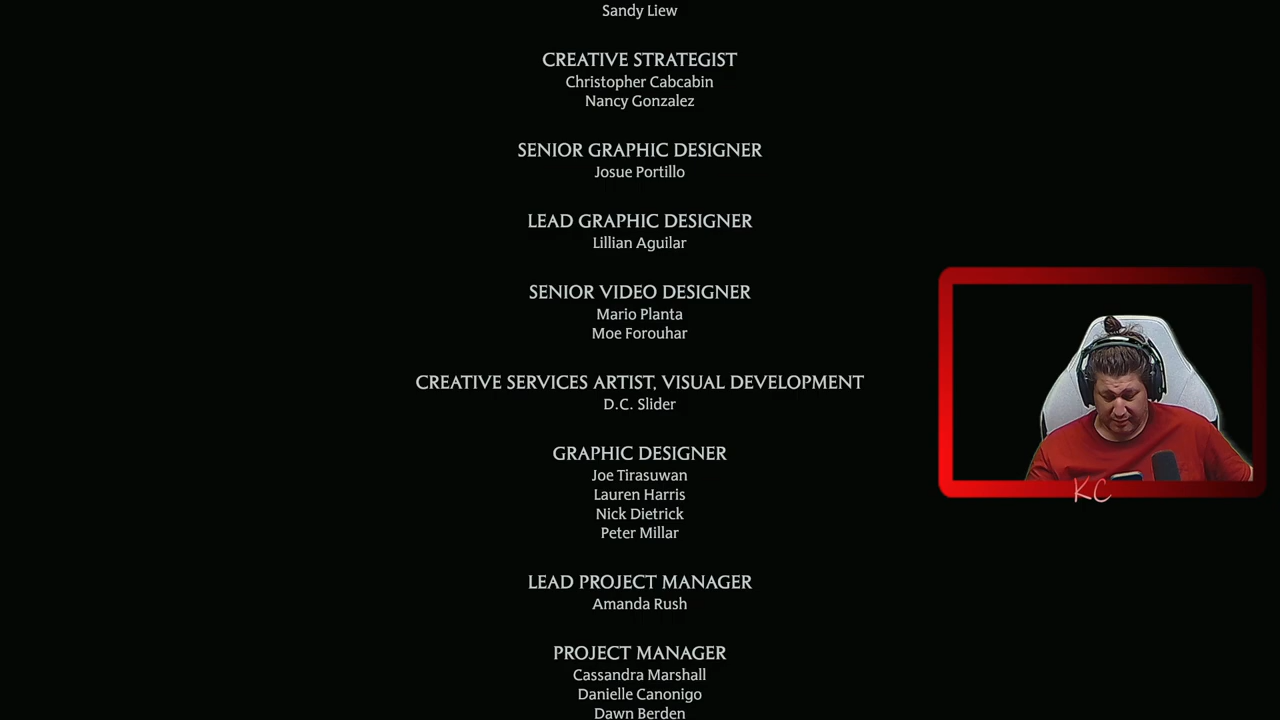 Sandy Liew
CREATIVE STRATEGIST
Christopher Cabcabin
Nancy Gonzalez
SENIOR GRAPHIC DESIGNER
Josue Portillo
LEAD GRAPHIC DESIGNER
Lillian Aguilar
SENIOR VIDEO DESIGNER
Mario Planta
Moe Forouhar
CREATIVE SERVICES ARTIST, VISUAL DEVELOPMENT
D.C. Slider
GRAPHIC DESIGNER
Joe Tirasuwan
Lauren Harris
Nick Dietrick
Peter Millar
LEAD PROJECT MANAGER
Amanda Rush
PROJECT MANAGER
Cassandra Marshall
Danielle Canonigo
Dawn Berden
KC